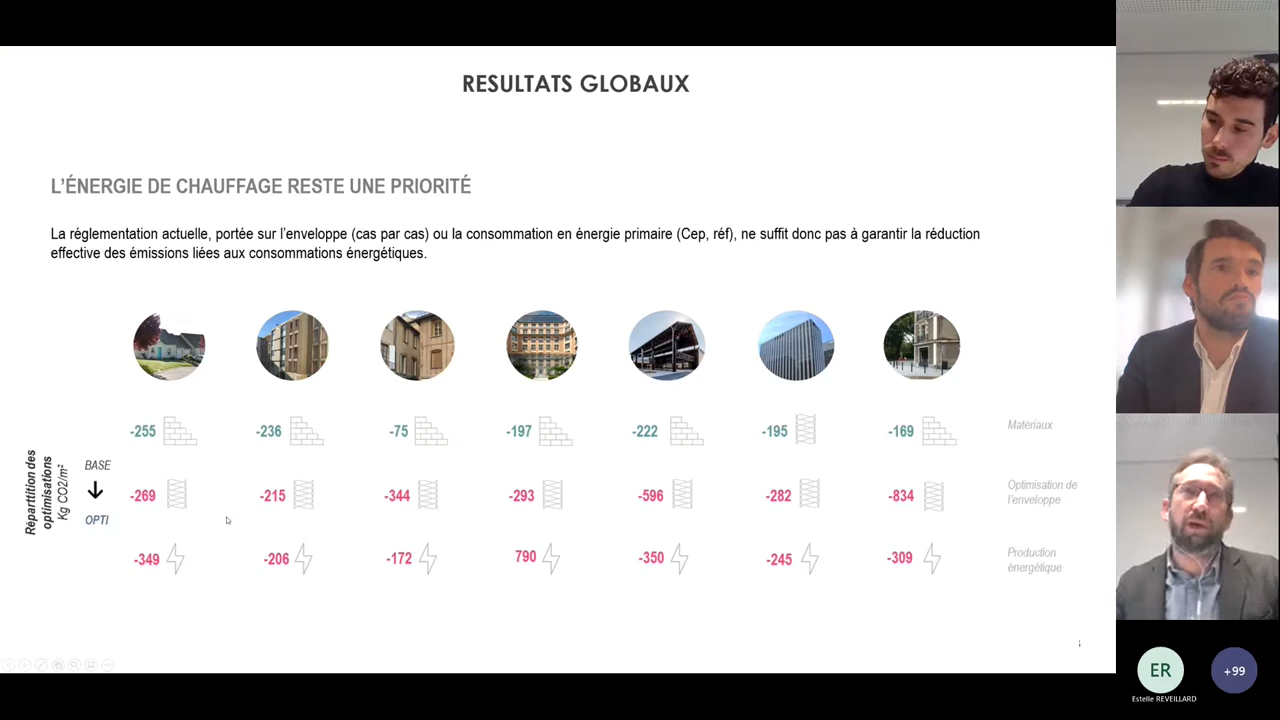 RESULTATS GLOBAUX
L'ÉNERGIE DE CHAUFFAGE RESTE UNE PRIORITÉ
La réglementation actuelle, portée sur l'enveloppe (cas par cas) ou la consommation en énergie primaire (Cep, réf), ne suffit donc pas à garantir la réduction
effective des émissions liées aux consommations énergétiques.
-255 -236 -75 -197 -222 -195 -169 Matériaux
Réparttition des
optimisations
Kg CO2/m²
BASE
OPTI
-269 -215 -344 -293 -596 -282 -834 Optimisation de
l'enveloppe
-349 -206 -172 790 -350 -245 -309 Production
énergétique
ER
+99
Estelle REVEILLARD